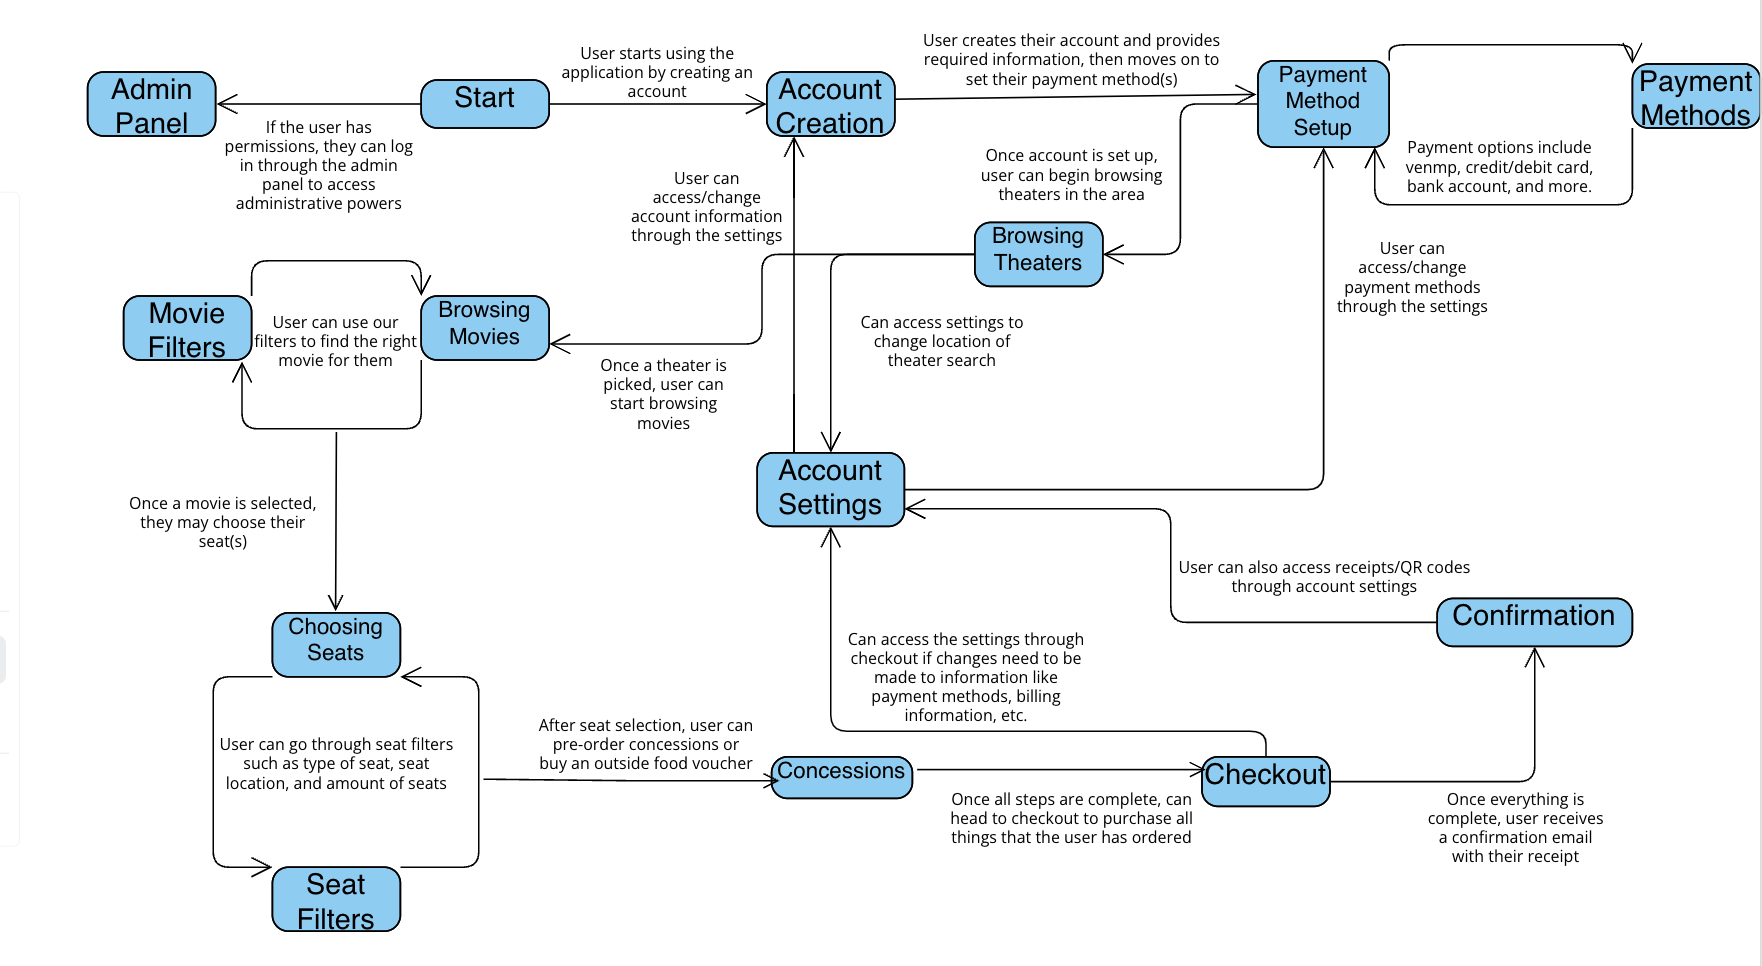 Admin
Panel
Start
User starts using the
application by creating an
account
Account
Creation
User creates their account and provides
required information, then moves on to
set their payment method(s)
Payment
Method
Setup
Payment
Methods
If the user has
permissions, they can log
in through the admin
panel to access
administrative powers
User can
access/change
account information
through the settings
Once account is set up,
user can begin browsing
theaters in the area
Payment options include
venmp, credit/debit card,
bank account, and more.
Browsing
Theaters
User can
access/change
payment methods
through the settings
Movie
Filters
User can use our
filters to find the right
movie for them
Browsing
Movies
Once a theater is
picked, user can
start browsing
movies
Can access settings to
change location of
theater search
Account
Settings
Once a movie is selected,
they may choose their
seat(s)
User can also access receipts/QR codes
through account settings
Confirmation
Choosing
Seats
Can access the settings through
checkout if changes need to be
made to information like
payment methods, billing
information, etc.
User can go through seat filters
such as type of seat, seat
location, and amount of seats
After seat selection, user can
pre-order concessions or
buy an outside food voucher
Concessions
Checkout
Once all steps are complete, can
head to checkout to purchase all
things that the user has ordered
Once everything is
complete, user receives
a confirmation email
with their receipt
Seat
Filters